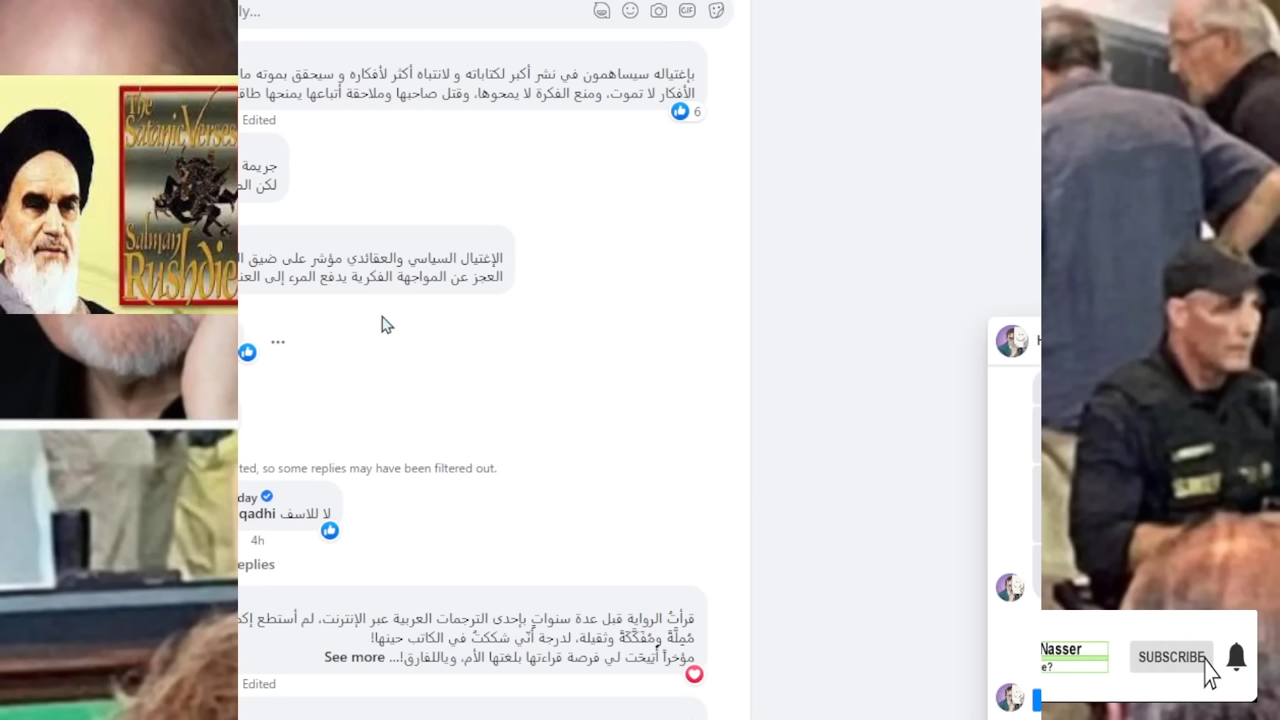 ly...
GIF
بإغتياله سيساهمون في نشر أكبر لكتاباته و لانتباه أكثر لأفكاره و سيحقق بموته ما
الأفكار لا تموت، ومنع الفكرة لا يمحوها، وقتل صاحبها وملاحقة أتباعها يمنحها طاق
6
Edited
The
Satanic Verses
Salman
Rushdie
جريمة
لكن
الإغتيال السياسي والعقائدي مؤشر على ضيق
العجز عن المواجهة الفكرية يدفع المرء إلى العن
ted, so some replies may have been filtered out.
day
qadhi لا للاسف
4h
eplies
قرأتُ الرواية قبل عدة سنواتٍ بإحدى الترجمات العربية عبر الإنترنت، لم أستطع إكم
مُمِلَّةً ومُفَكَّكَةً وثقيلة، لدرجة أنّي شككتُ في الكاتب حينها!
مؤخراً أُتِيحَت لي فرصة قراءتها بلغتها الأم، وياللفارق!... See more
Edited
Nasser
e?
SUBSCRIBE